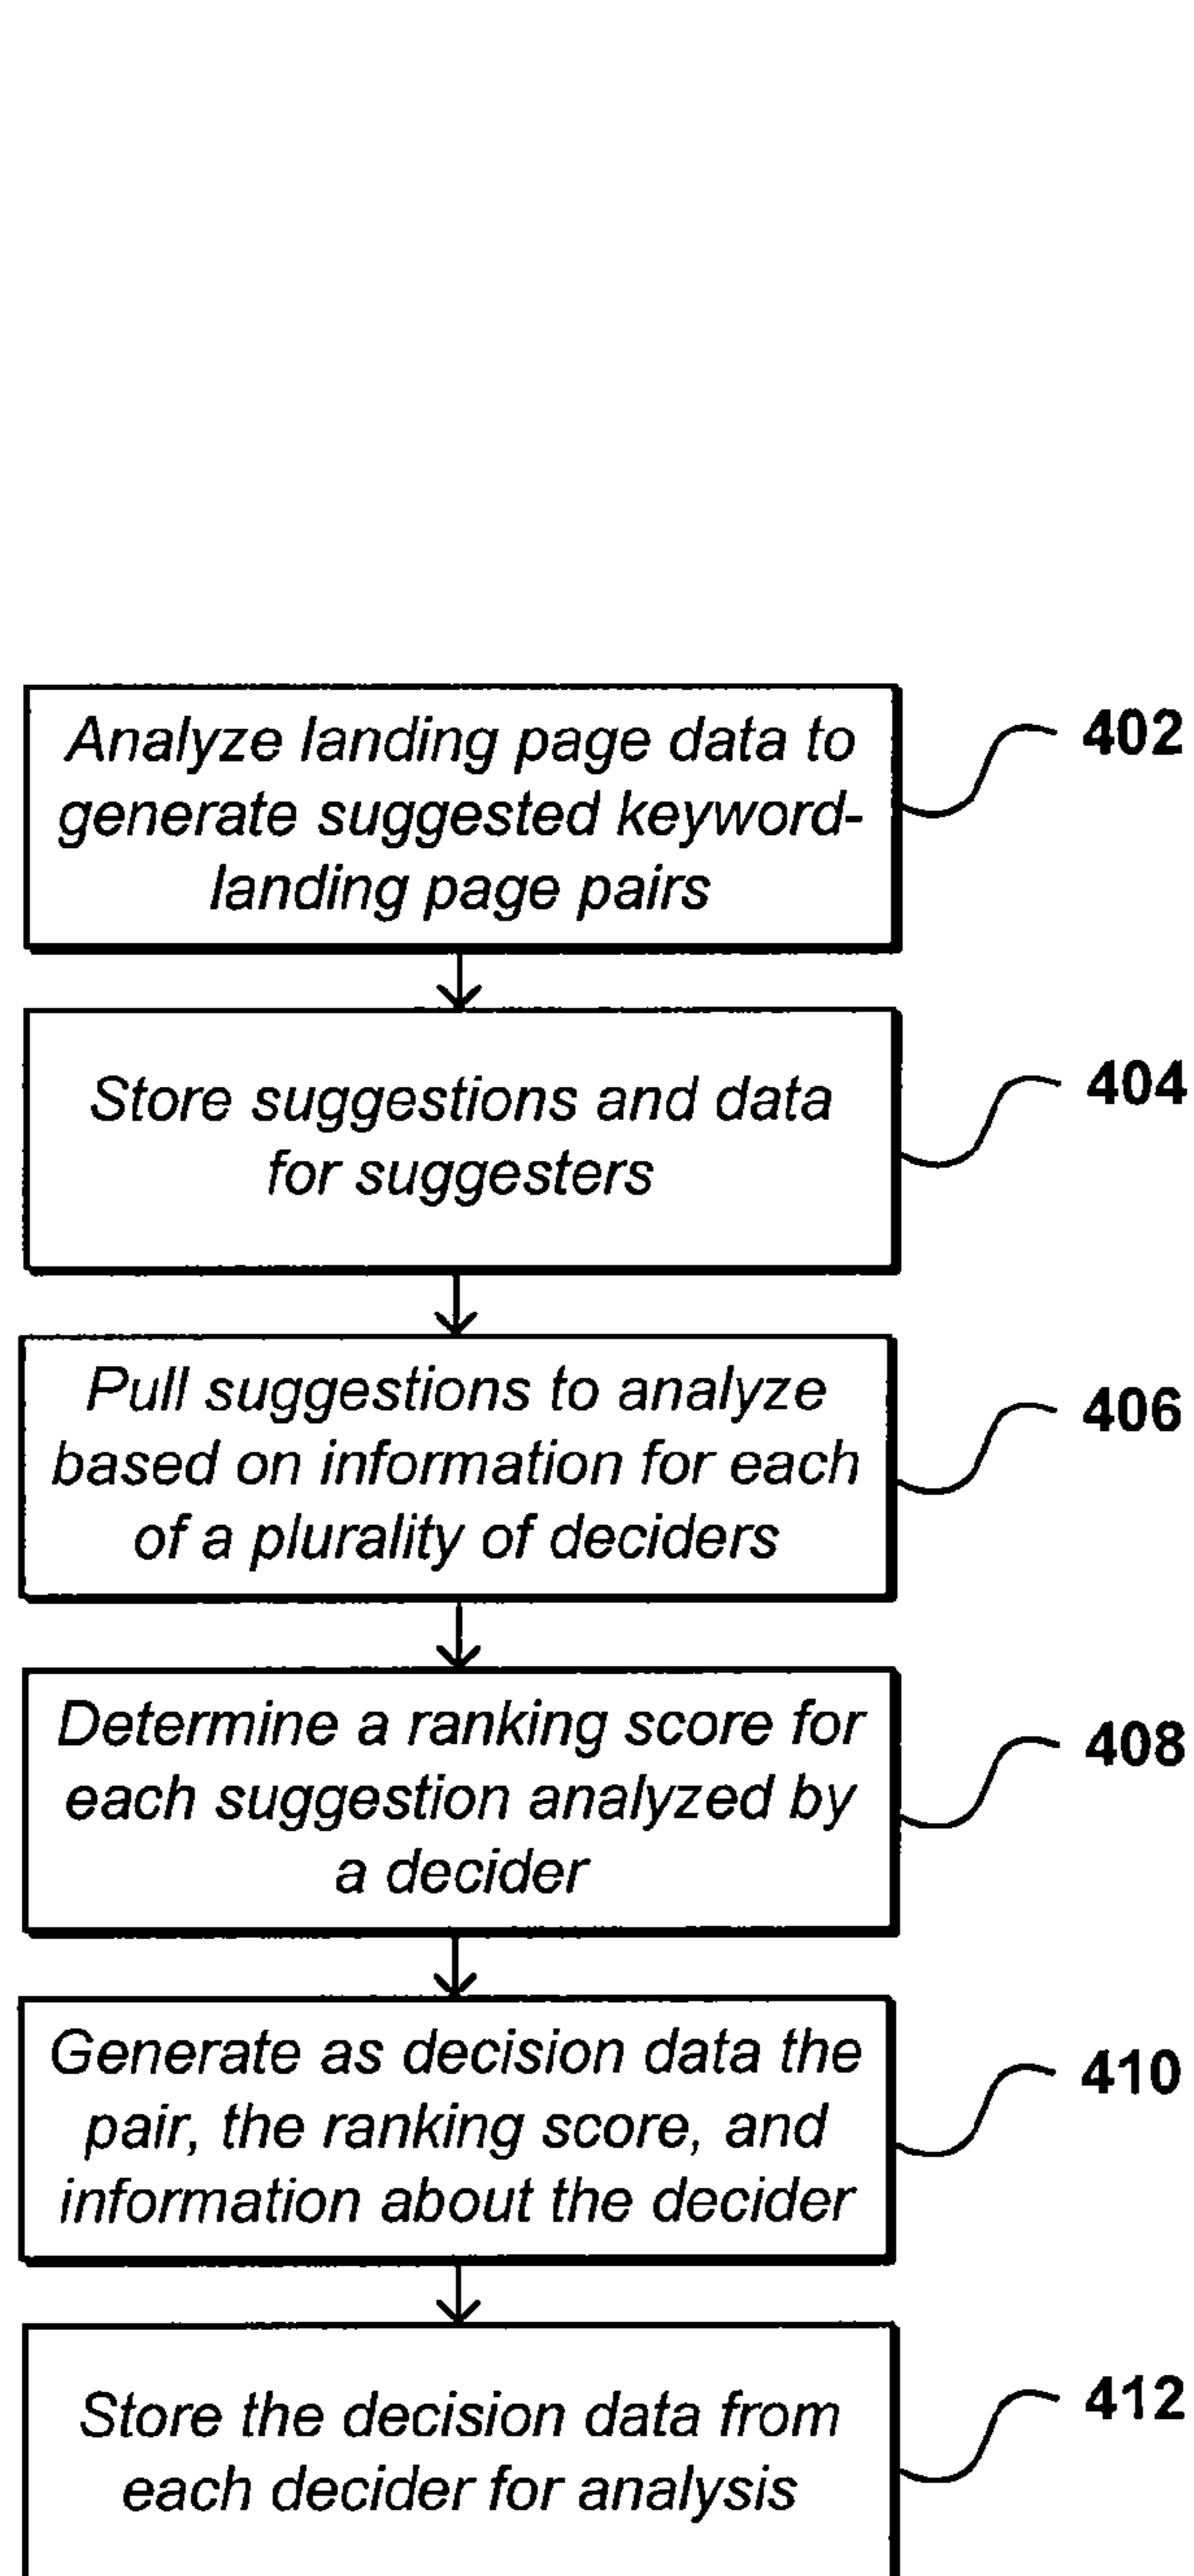 Analyze landing page data to
generate suggested keyword-
landing page pairs
402
Store suggestions and data
for suggesters
404
Pull suggestions to analyze
based on information for each
of a plurality of deciders
406
Determine a ranking score for
each suggestion analyzed by
a decider
408
Generate as decision data the
pair, the ranking score, and
information about the decider
410
Store the decision data from
each decider for analysis
412